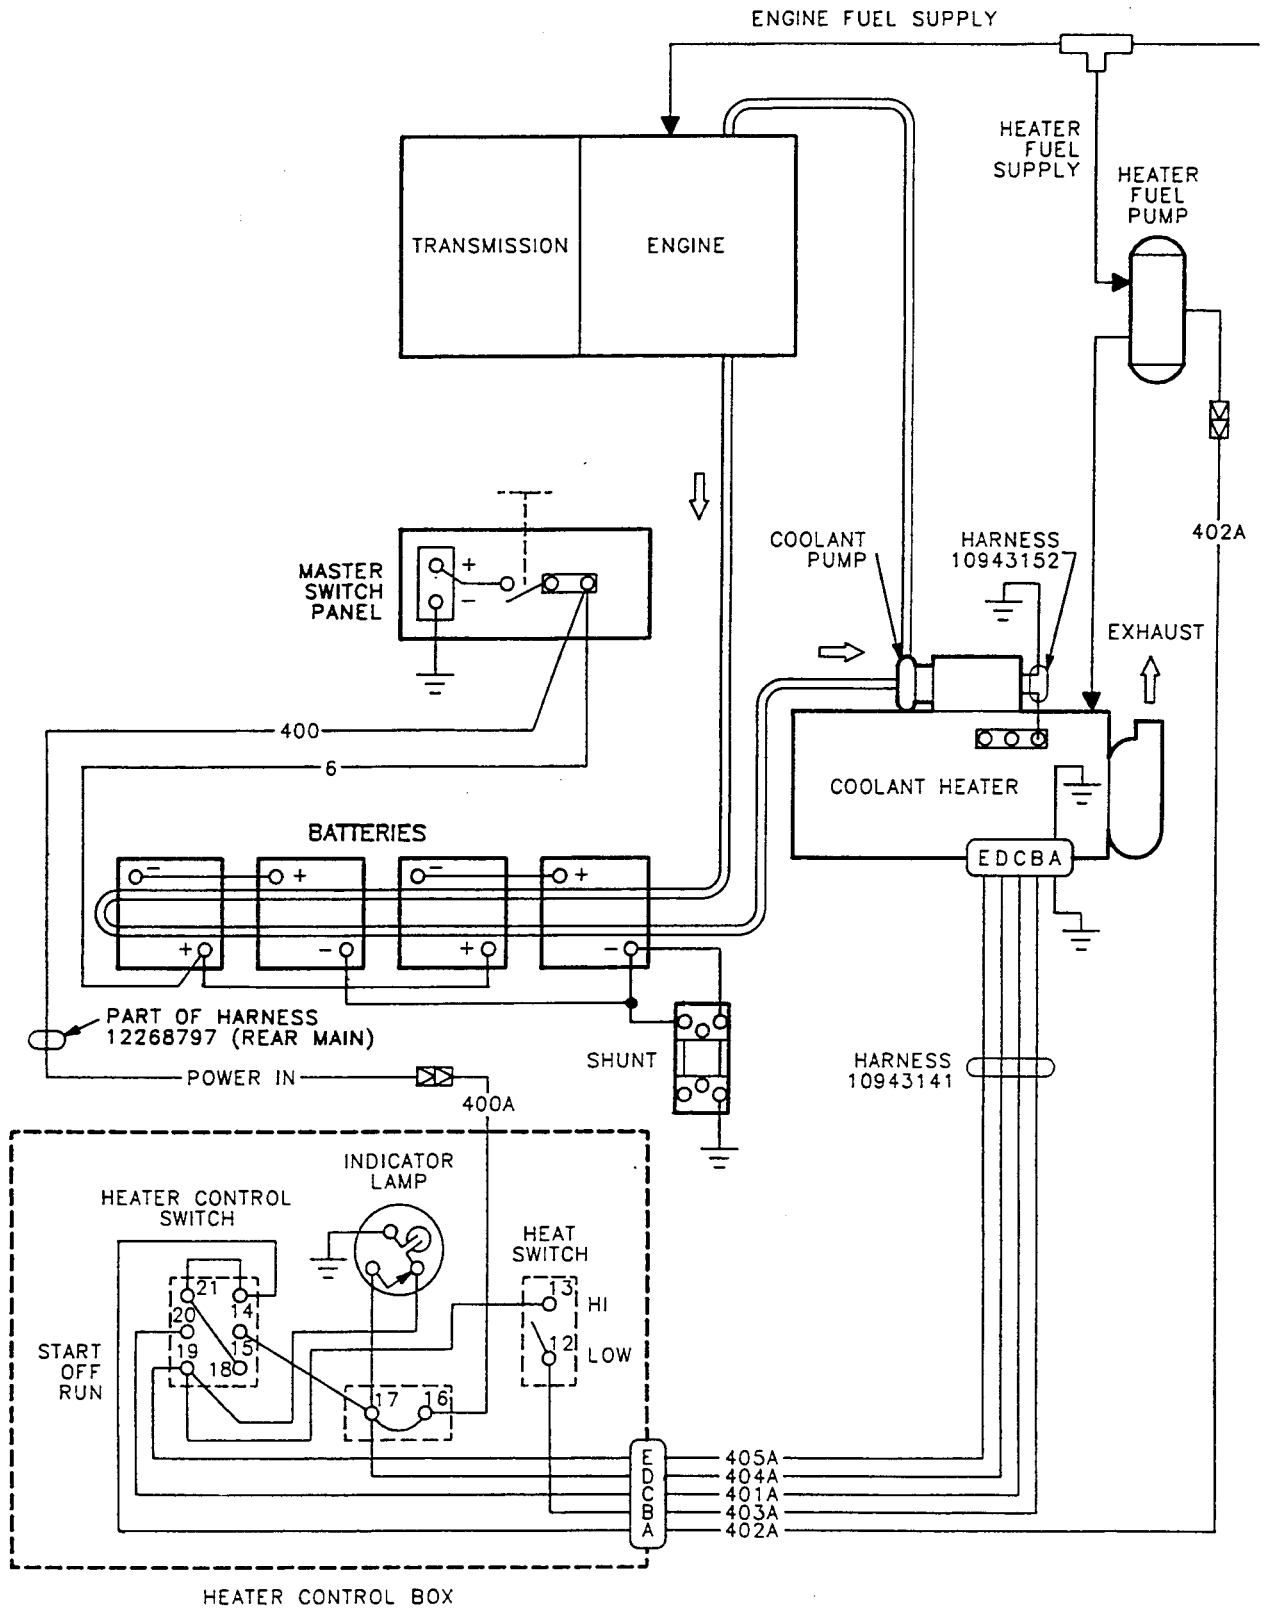 ENGINE FUEL SUPPLY
HEATER
FUEL
SUPPLY
HEATER
FUEL
PUMP
TRANSMISSION
ENGINE
402A
COOLANT
PUMP
HARNESS
10943152
MASTER
SWITCH
PANEL
+
-
EXHAUST
400
6
COOLANT HEATER
E D C B A
BATTERIES
- + - +
+ - + -
PART OF HARNESS
12268797 (REAR MAIN)
SHUNT
HARNESS
10943141
POWER IN
400A
INDICATOR
LAMP
HEATER CONTROL
SWITCH
HEAT
SWITCH
21
14
20
15
19
18
START
OFF
RUN
13
HI
12
LOW
17
16
E 405A
D 404A
C 401A
B 403A
A 402A
HEATER CONTROL BOX